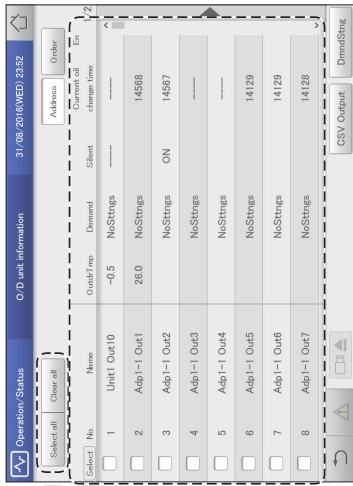 Operation/Status O/D unit information 31/08/2016(WED) 23:52
Select all Clear all Address Order
Select No. Name OutdrTmp Demand Silent Current oil change time En 1/2
1 Unit1 Out10 -0.5 NoSttngs ---- ----
2 Adp1-1 Out1 26.0 NoSttngs 14568
3 Adp1-1 Out2 NoSttngs ON 14567
4 Adp1-1 Out3 NoSttngs ----
5 Adp1-1 Out4 NoSttngs ----
6 Adp1-1 Out5 NoSttngs 14129
7 Adp1-1 Out6 NoSttngs 14129
8 Adp1-1 Out7 NoSttngs 14128
CSV Output DmndStng